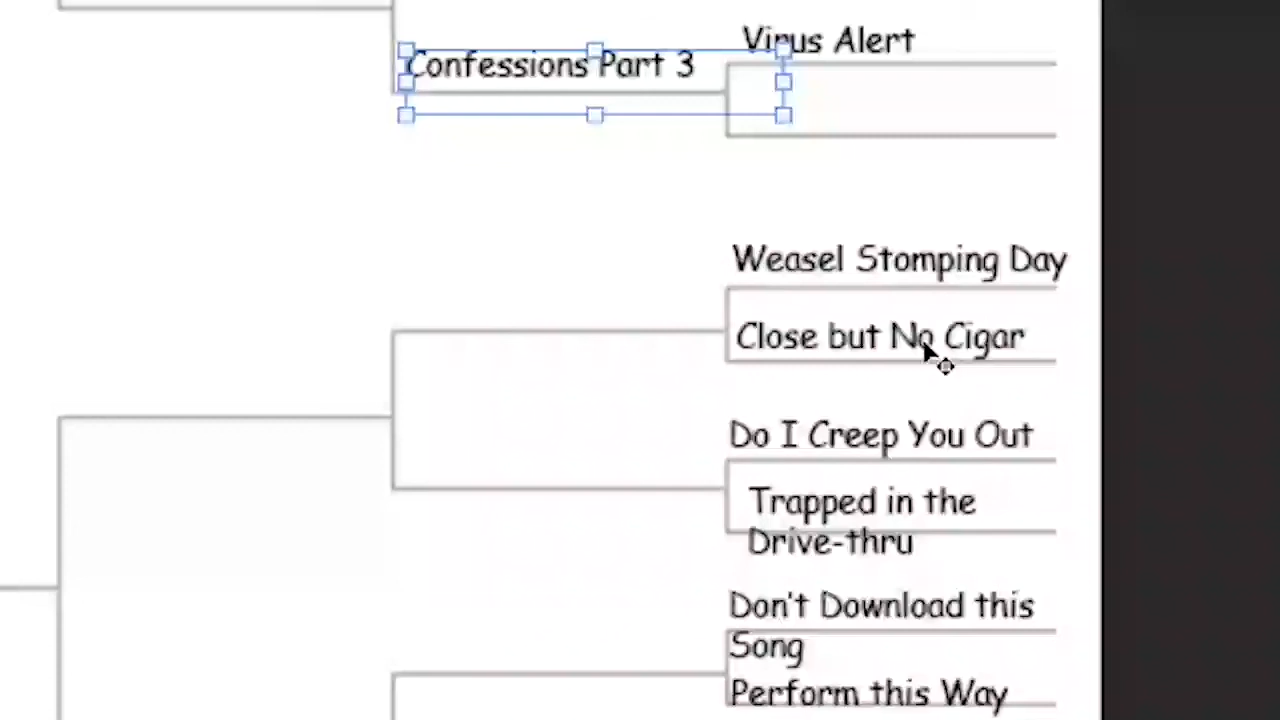 Virus Alert
Confessions Part 3
Weasel Stomping Day
Close but No Cigar
Do I Creep You Out
Trapped in the
Drive-thru
Don't Download this
Song
Perform this Way